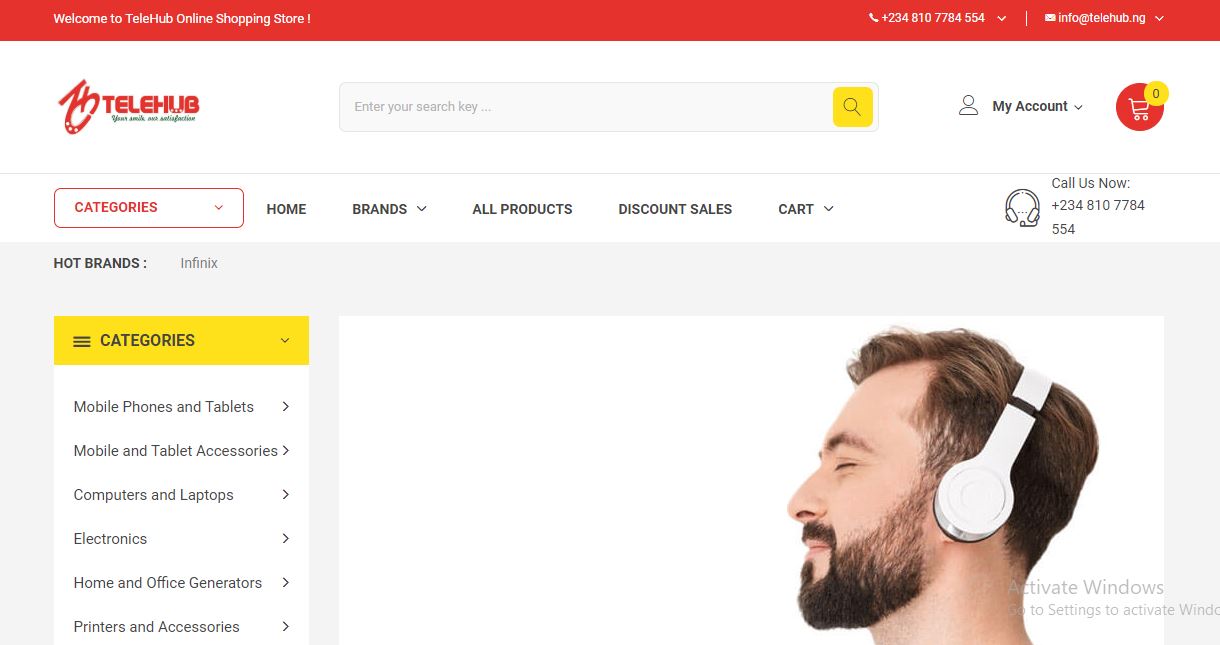 Welcome to TeleHub Online Shopping Store !
+234 810 7784 554
info@telehub.ng
TELEHUB
Your smile, our satisfaction
Enter your search key ...
My Account
0
CATEGORIES
HOME
BRANDS
ALL PRODUCTS
DISCOUNT SALES
CART
Call Us Now:
+234 810 7784
554
HOT BRANDS :
Infinix
CATEGORIES
Mobile Phones and Tablets
Mobile and Tablet Accessories
Computers and Laptops
Electronics
Home and Office Generators
Printers and Accessories
Activate Windows
Go to Settings to activate Windo